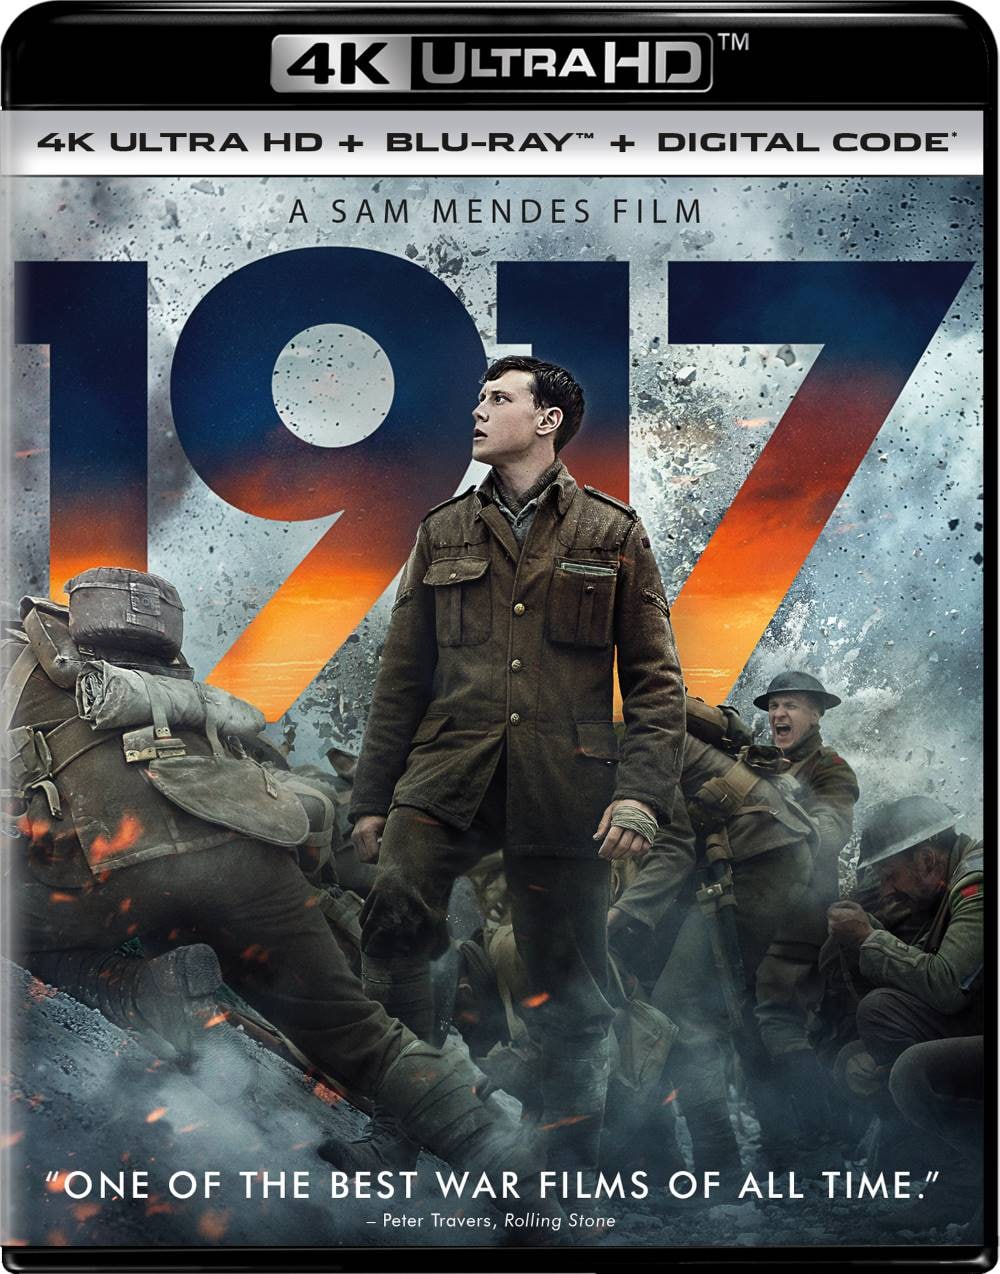 4K ULTRA HD™
4K ULTRA HD + BLU-RAY™ + DIGITAL CODE*
A SAM MENDES FILM
1917
“ONE OF THE BEST WAR FILMS OF ALL TIME.”
– Peter Travers, Rolling Stone